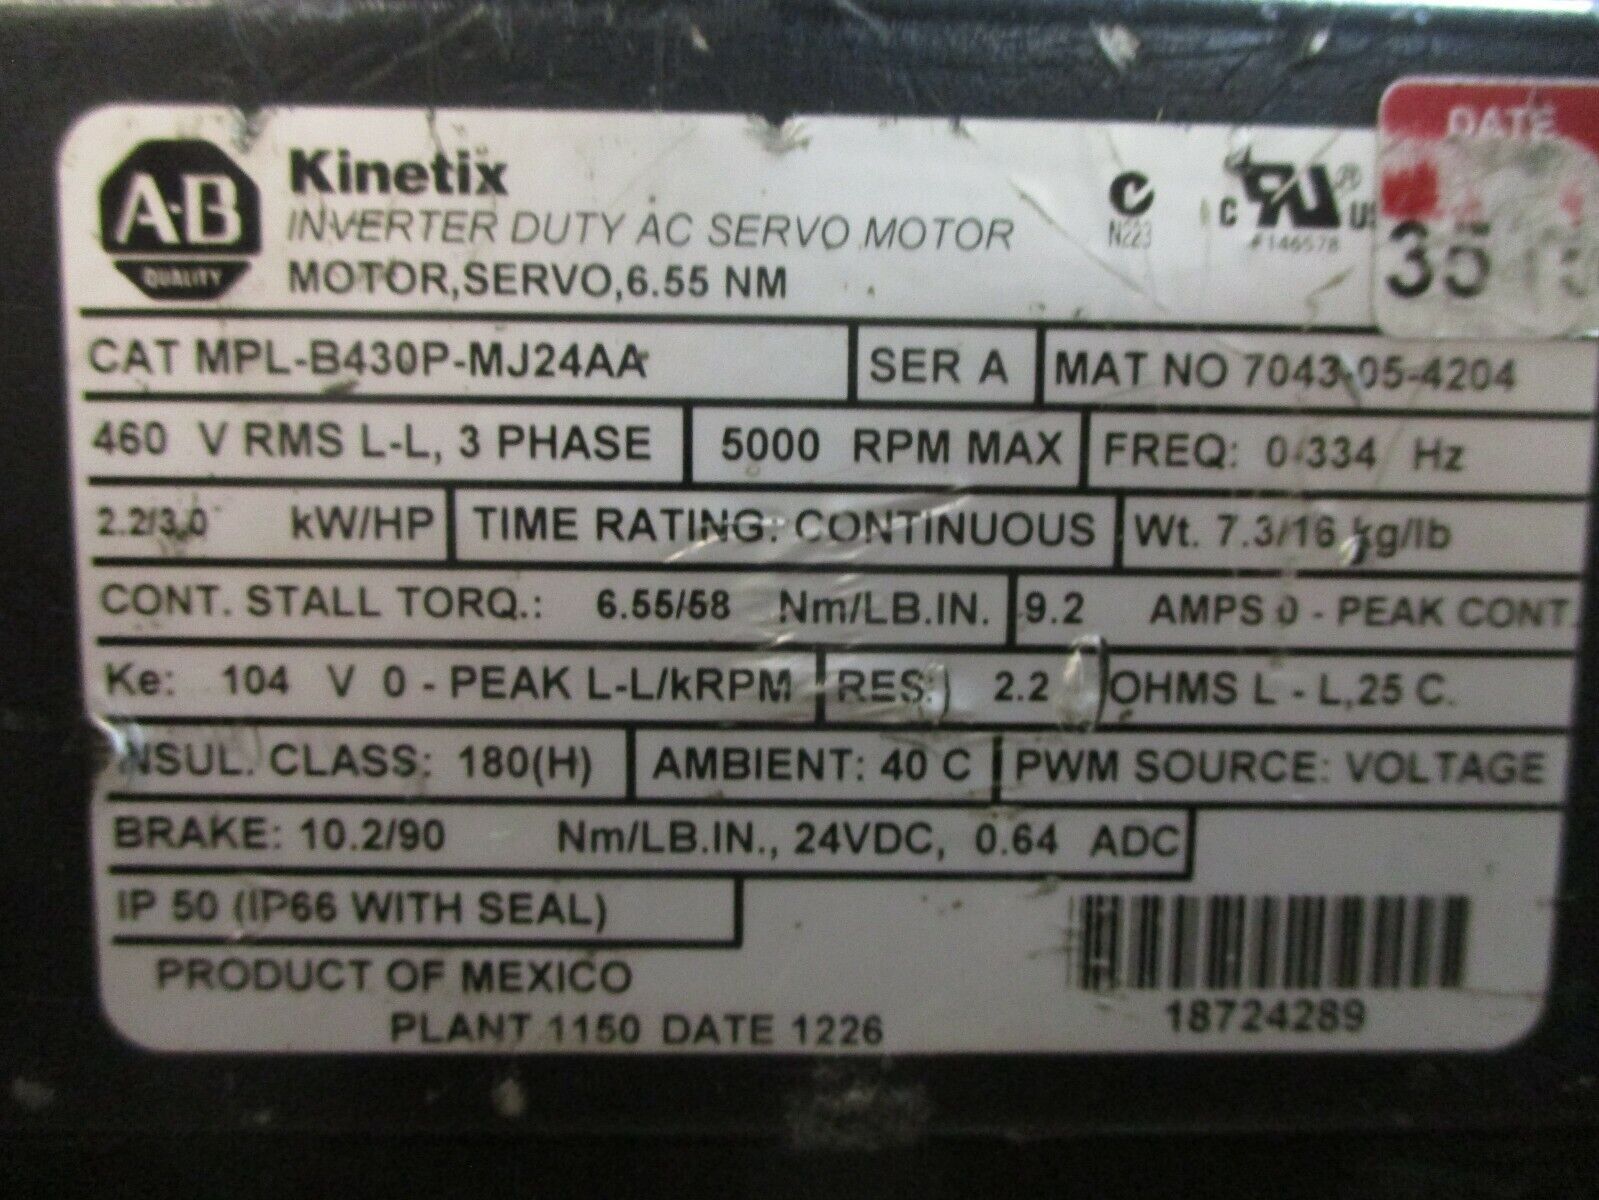 A-B
QUALITY
Kinetix
INVERTER DUTY AC SERVO MOTOR
MOTOR,SERVO,6.55 NM
N223
C US ®
#146578
DATE
35
CAT MPL-B430P-MJ24AA
SER A
MAT NO 7043-05-4204
460 V RMS L-L, 3 PHASE
5000 RPM MAX
FREQ: 0-334 Hz
2.2/3.0 kW/HP
TIME RATING: CONTINUOUS
Wt. 7.3/16 kg/lb
CONT. STALL TORQ.: 6.55/58 Nm/LB.IN.
9.2 AMPS 0 - PEAK CONT.
Ke: 104 V 0 - PEAK L-L/kRPM
RES: 2.2 OHMS L - L,25 C.
INSUL. CLASS: 180(H)
AMBIENT: 40 C
PWM SOURCE: VOLTAGE
BRAKE: 10.2/90 Nm/LB.IN., 24VDC, 0.64 ADC
IP 50 (IP66 WITH SEAL)
PRODUCT OF MEXICO
PLANT 1150 DATE 1226
18724289